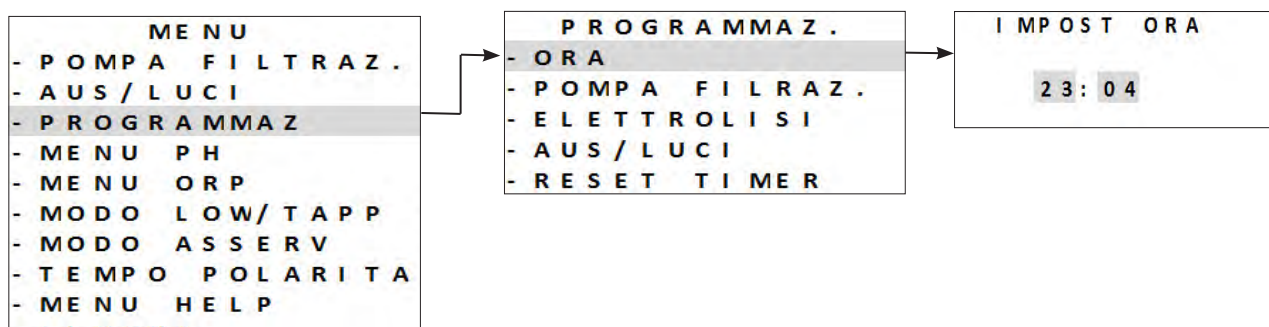 MENU
- POMPA FILTRAZ.
- AUS/LUCI
- PROGRAMMAZ
- MENU PH
- MENU ORP
- MODO LOW/TAPP
- MODO ASSERV
- TEMPO POLARITA
- MENU HELP
PROGRAMMAZ.
- ORA
- POMPA FILRAZ.
- ELETTROLISI
- AUS/LUCI
- RESET TIMER
IMPOST ORA
23:04